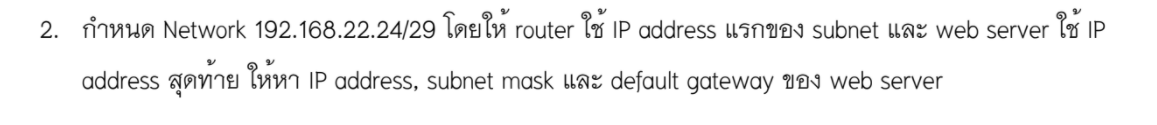 2. กำหนด Network 192.168.22.24/29 โดยให้ router ใช้ IP address แรกของ subnet และ web server ใช้ IP
address สุดท้าย ให้หา IP address, subnet mask และ default gateway ของ web server